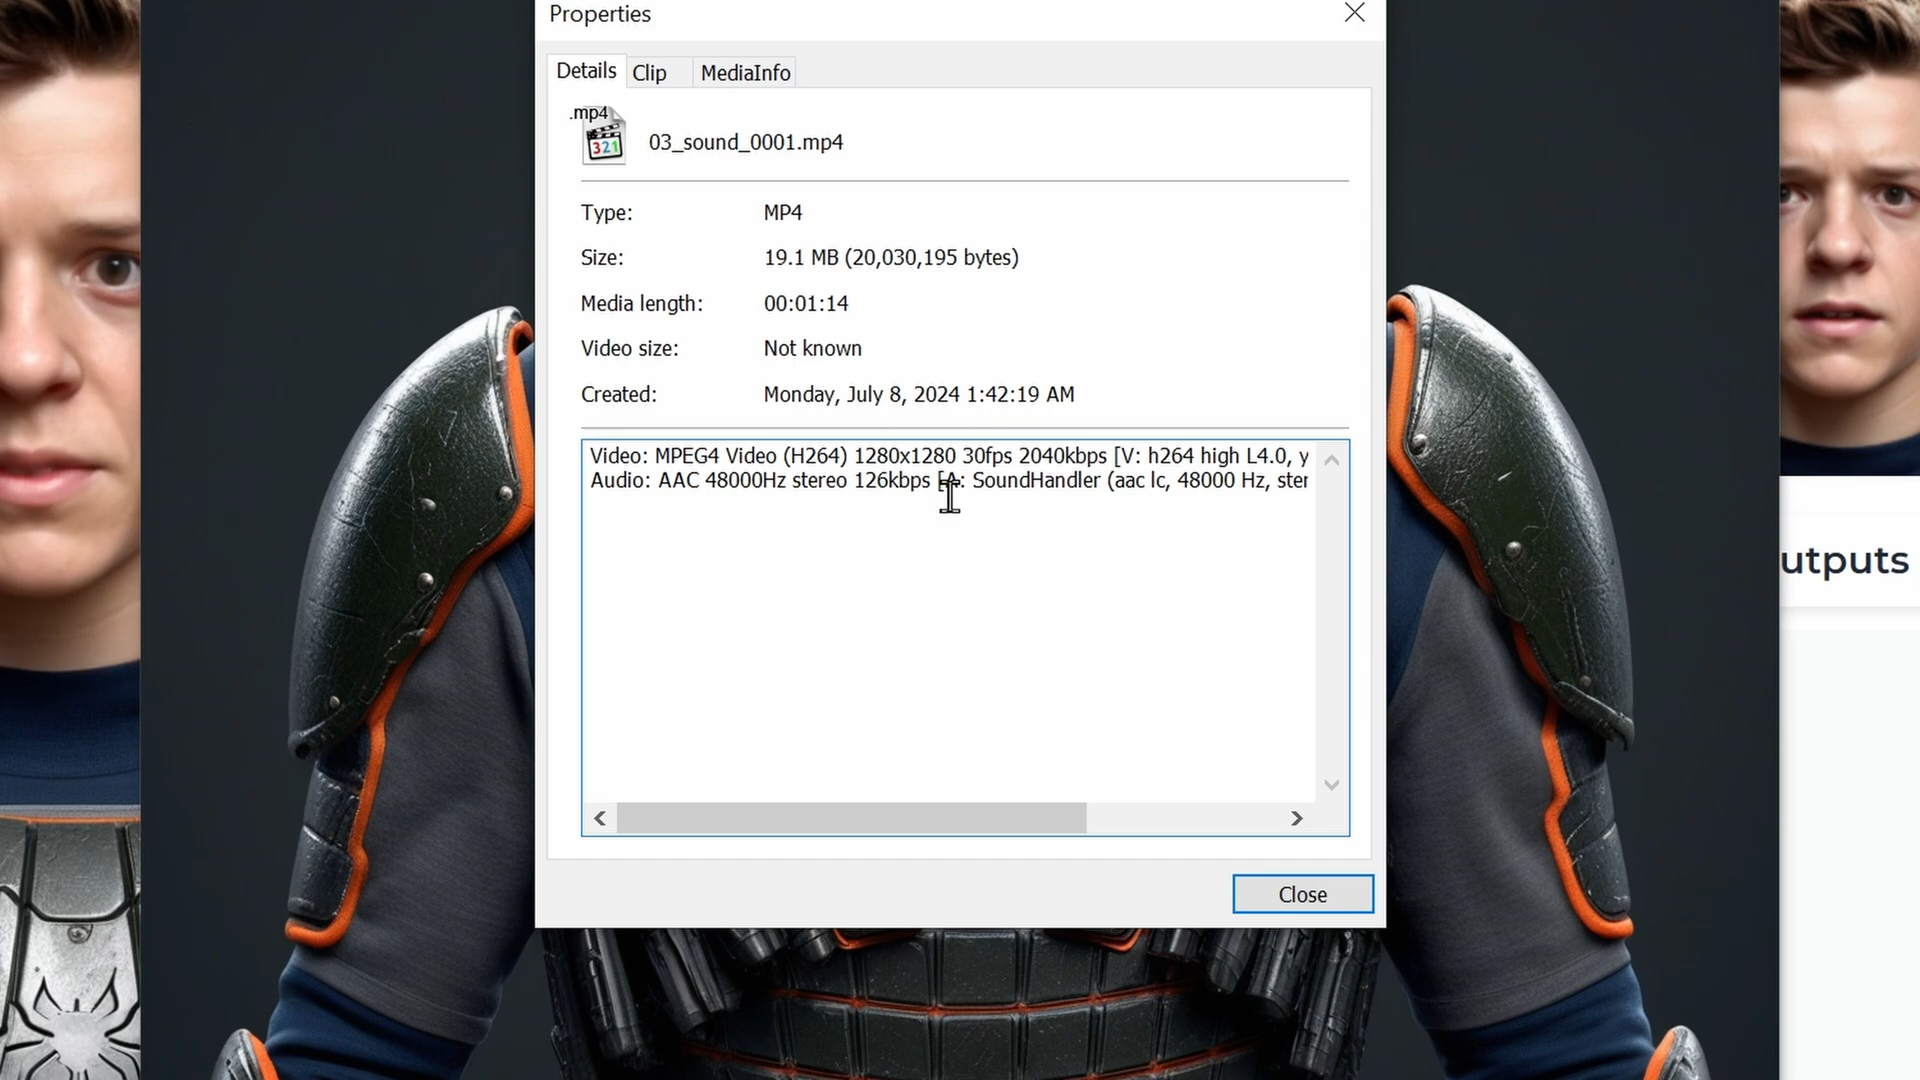 Properties
Details
Clip
MediaInfo
.mp4
321
03_sound_0001.mp4
Type: MP4
Size: 19.1 MB (20,030,195 bytes)
Media length: 00:01:14
Video size: Not known
Created: Monday, July 8, 2024 1:42:19 AM
Video: MPEG4 Video (H264) 1280x1280 30fps 2040kbps [V: h264 high L4.0, y
Audio: AAC 48000Hz stereo 126kbps [A: SoundHandler (aac lc, 48000 Hz, ster
utputs
Close